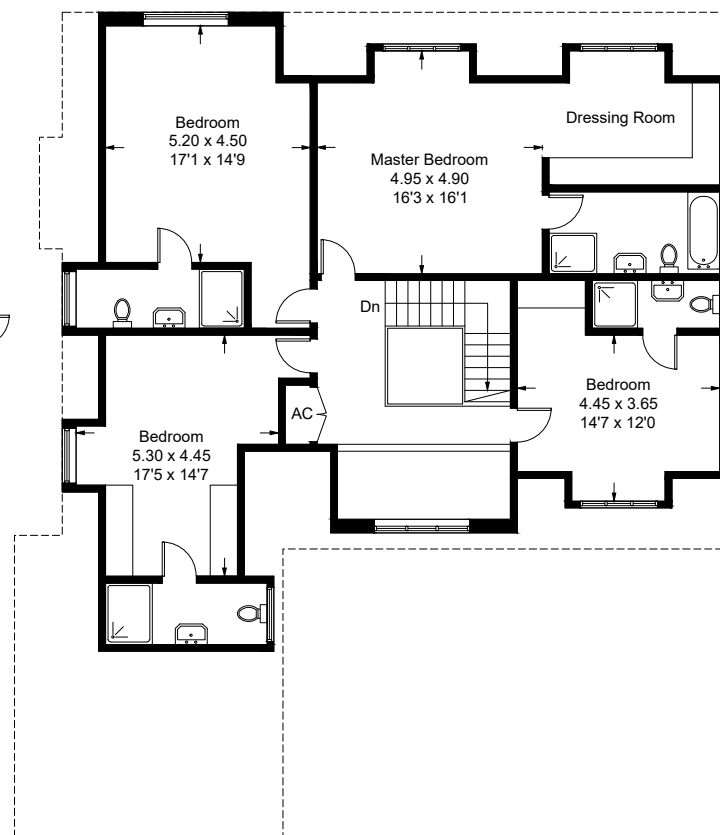 Bedroom
5.20 x 4.50
17'1 x 14'9
Master Bedroom
4.95 x 4.90
16'3 x 16'1
Dressing Room
Dn
AC
Bedroom
4.45 x 3.65
14'7 x 12'0
Bedroom
5.30 x 4.45
17'5 x 14'7